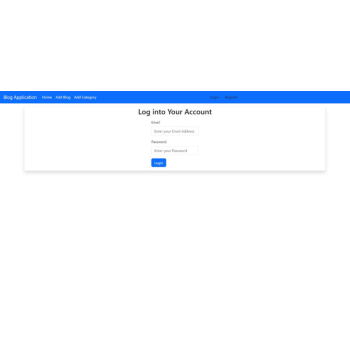 Blog Application Home Add Blog Add Category Login Register
Log into Your Account
Email
Enter your Email Address
Password
Enter your Password
Login